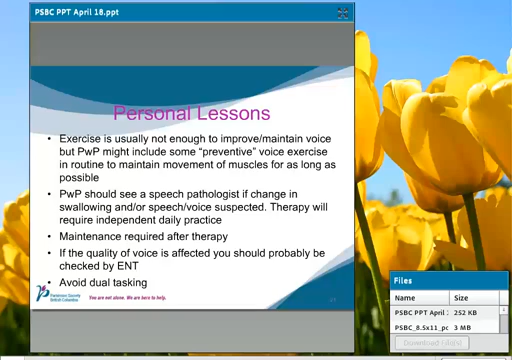 PSBC PPT April 18.ppt
Personal Lessons
• Exercise is usually not enough to improve/maintain voice
but PwP might include some “preventive” voice exercise
in routine to maintain movement of muscles for as long as
possible
• PwP should see a speech pathologist if change in
swallowing and/or speech/voice suspected. Therapy will
require independent daily practice
• Maintenance required after therapy
• If the quality of voice is affected you should probably be
checked by ENT
• Avoid dual tasking
Parkinson Society
British Columbia
You are not alone. We are here to help.
Files
Name Size
PSBC PPT April 252 KB
PSBC_8.5x11_pc 3 MB
Download File(s)